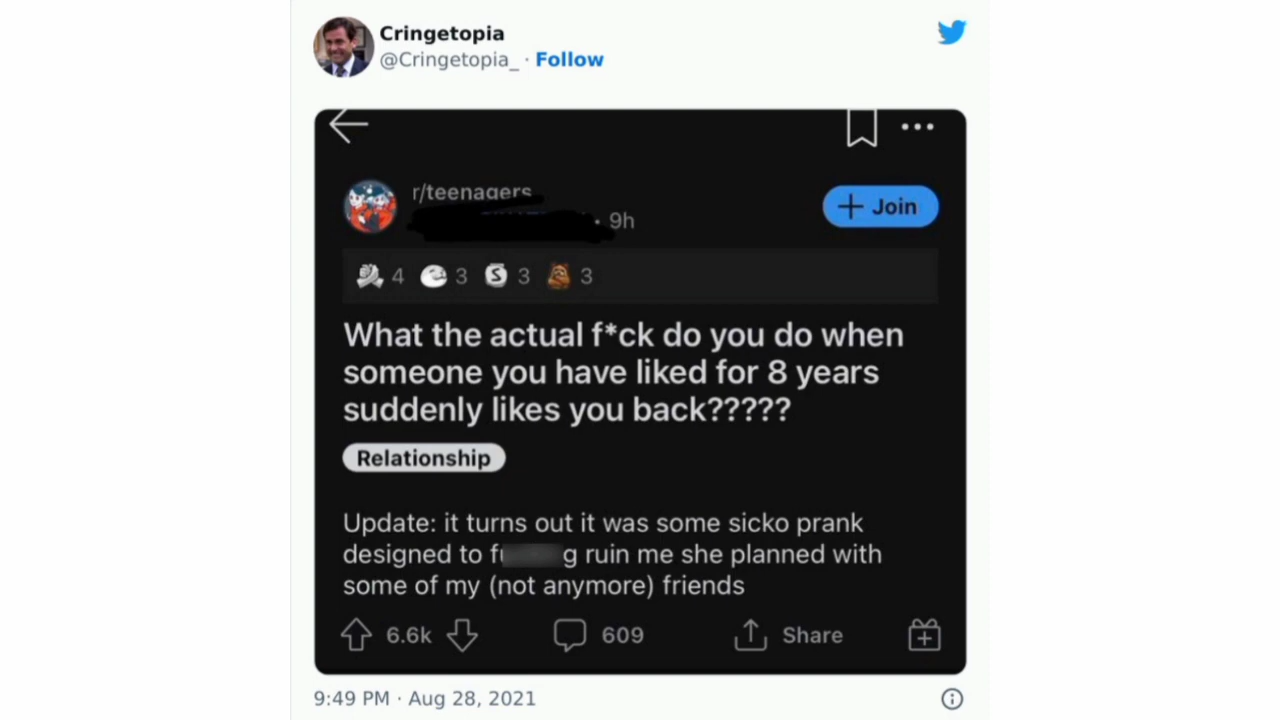 Cringetopia
@Cringetopia_ · Follow
r/teenagers
· 9h
+ Join
4 3 S 3 3
What the actual f*ck do you do when
someone you have liked for 8 years
suddenly likes you back?????
Relationship
Update: it turns out it was some sicko prank
designed to f g ruin me she planned with
some of my (not anymore) friends
6.6k 609 Share
9:49 PM · Aug 28, 2021